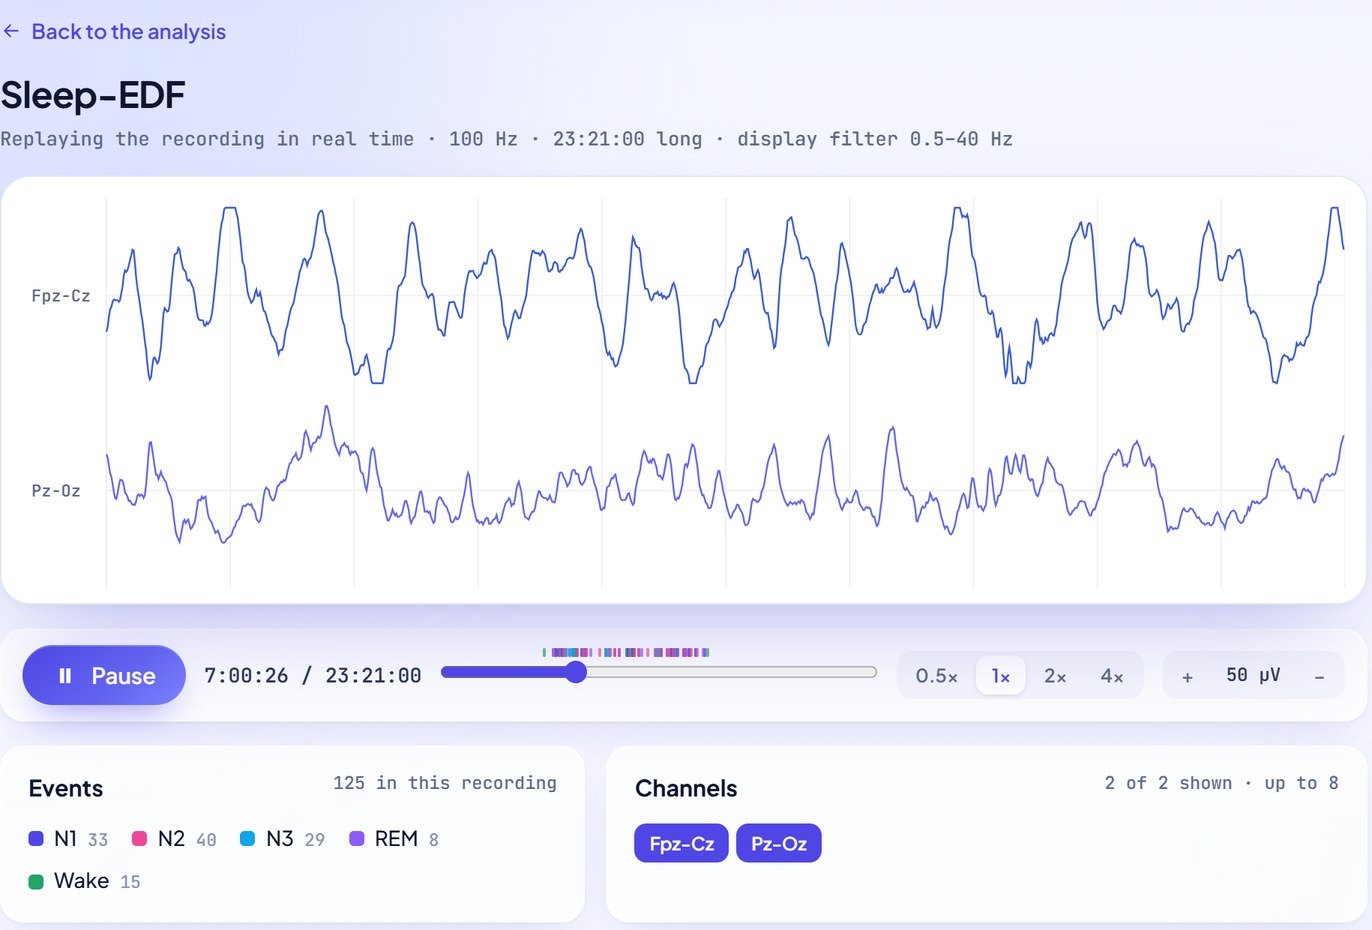 ← Back to the analysis
Sleep-EDF
Replaying the recording in real time · 100 Hz · 23:21:00 long · display filter 0.5–40 Hz
Fpz-Cz
Pz-Oz
Pause 7:00:26 / 23:21:00 0.5× 1× 2× 4× + 50 µV −
Events 125 in this recording
N1 33 N2 40 N3 29 REM 8
Wake 15
Channels 2 of 2 shown · up to 8
Fpz-Cz Pz-Oz